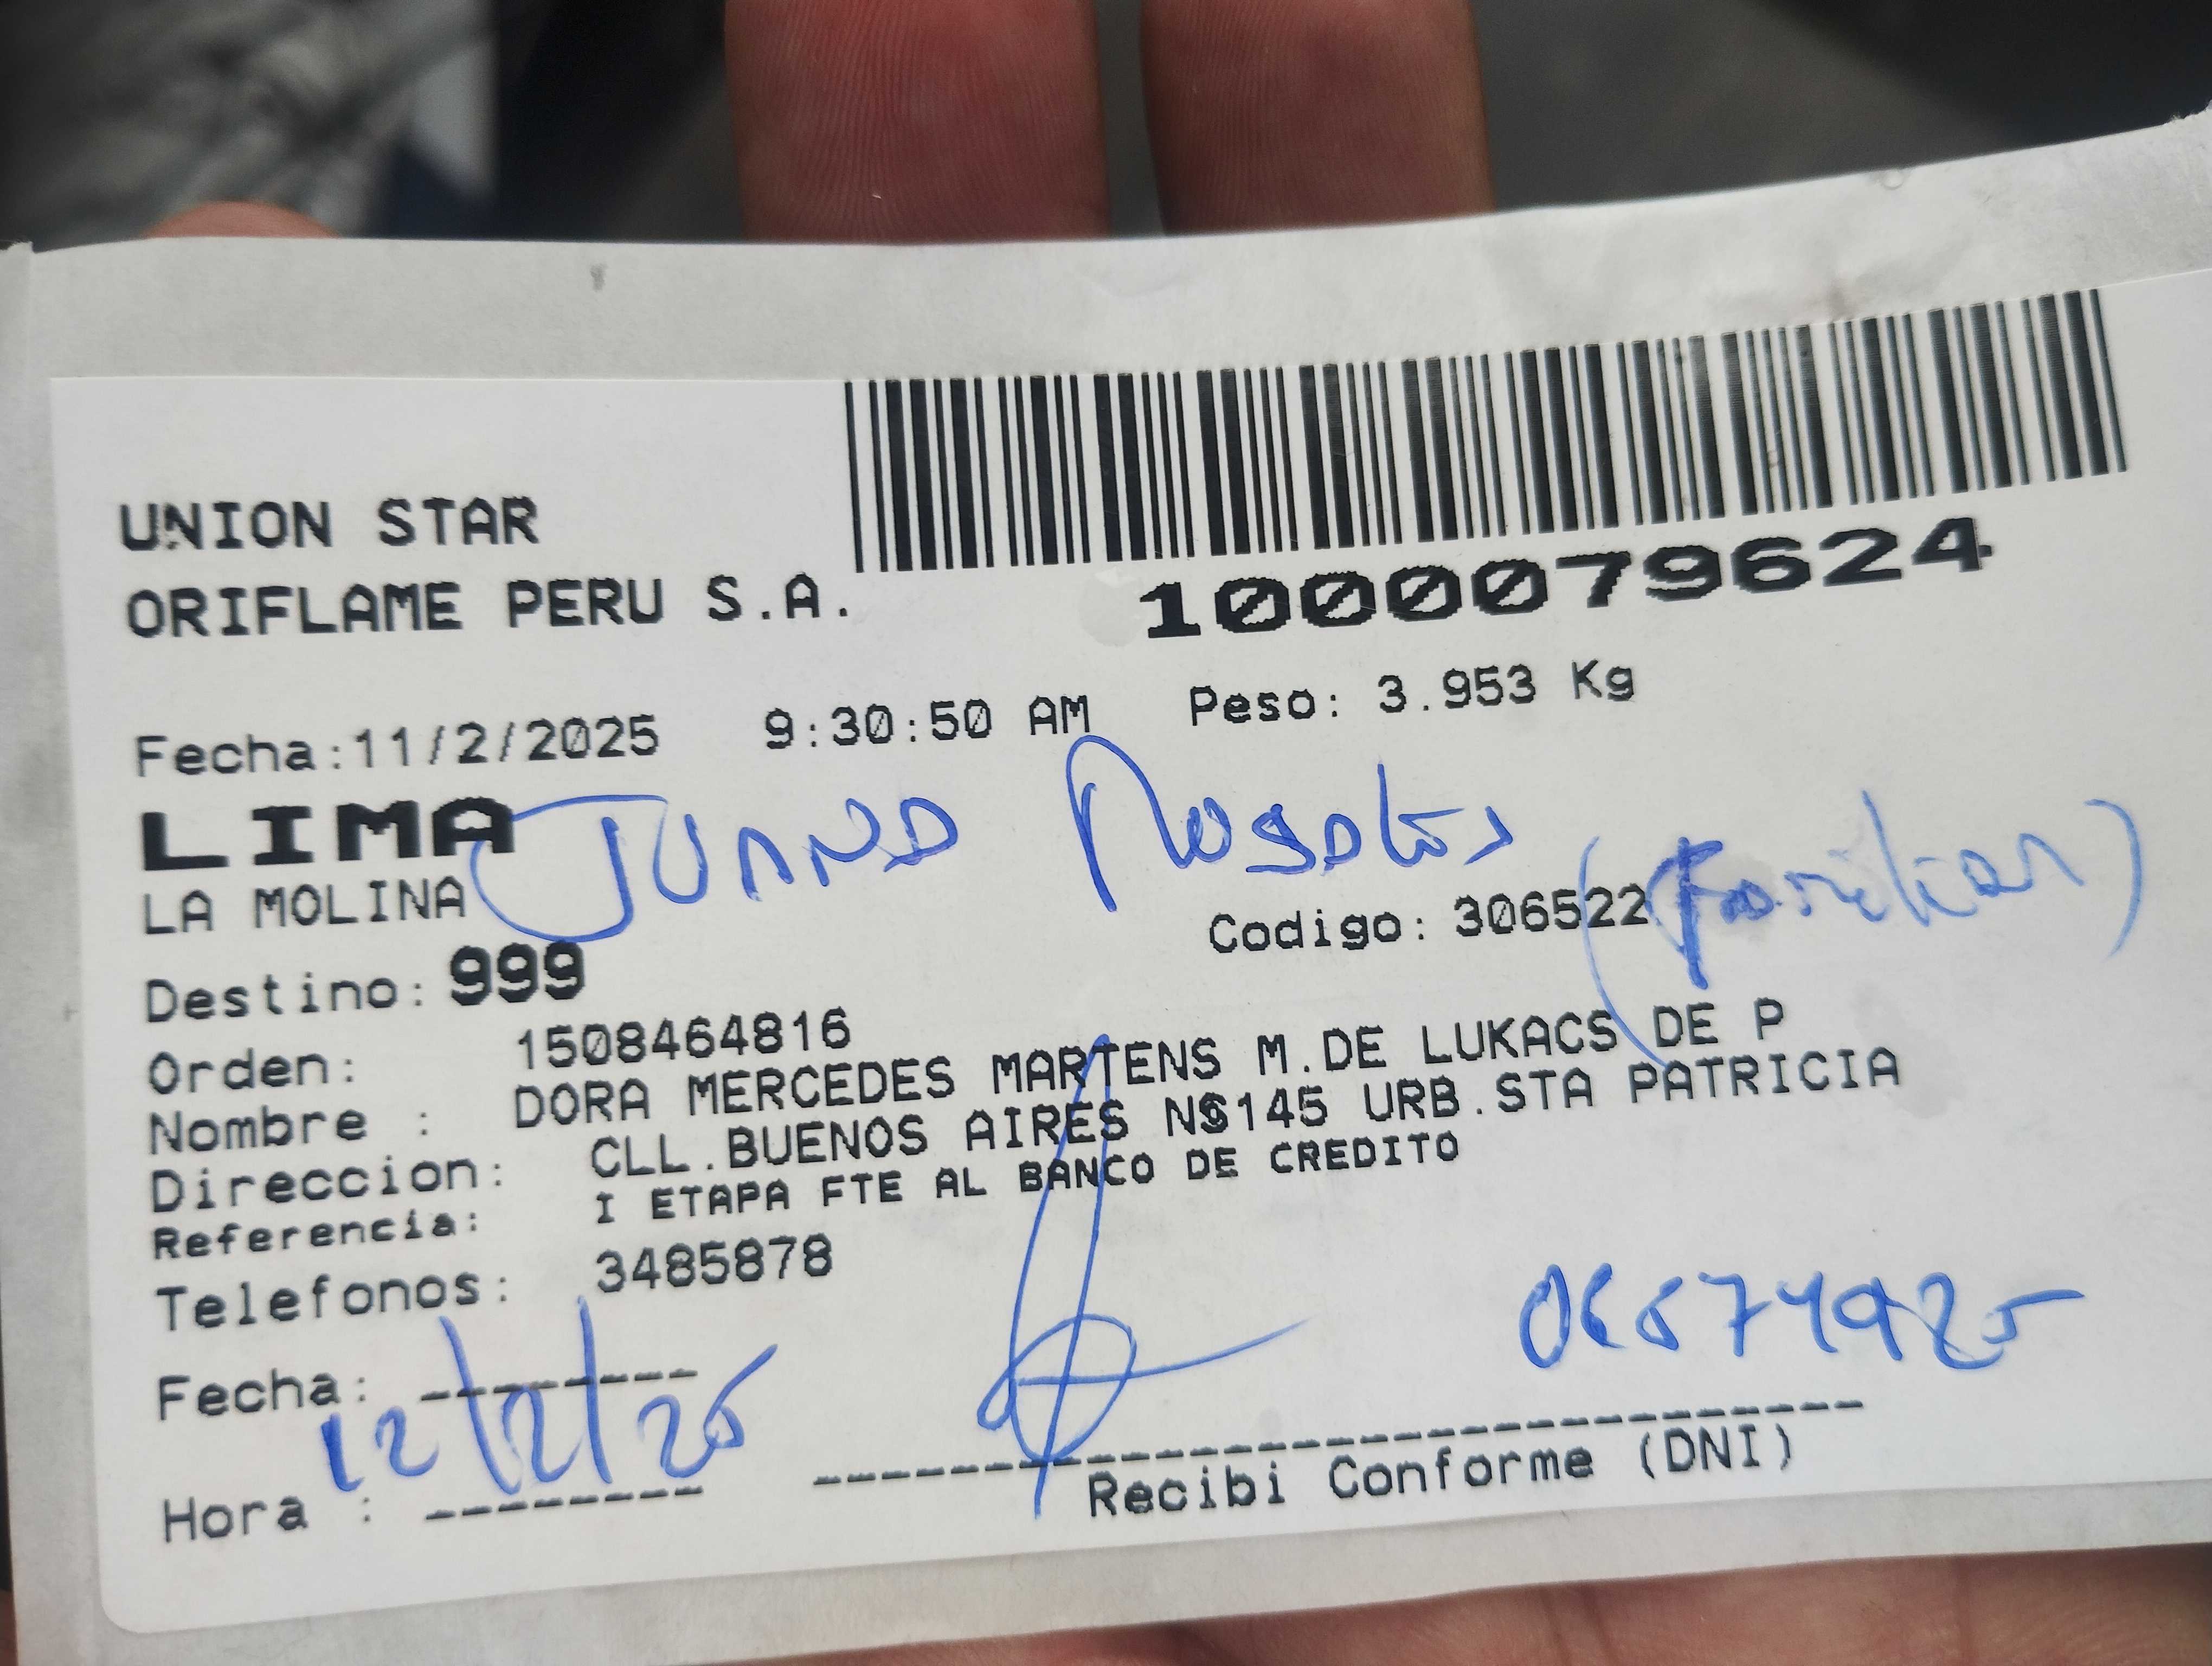 UNION STAR
ORIFLAME PERU S.A.
1000079624
Fecha:11/2/2025 9:30:50 AM Peso: 3.953 Kg
LIMA
JUANA
LA MOLINA
Codigo: 306522
(Familiar)
Destino: 999
Orden: 1508464816
Nombre : DORA MERCEDES MARTENS M.DE LUKACS DE P
Direccion: CLL.BUENOS AIRES N$145 URB.STA PATRICIA
Referencia: I ETAPA FTE AL BANCO DE CREDITO
Telefonos: 3485878
Fecha: 12/2/25
Hora :
Recibi Conforme (DNI)